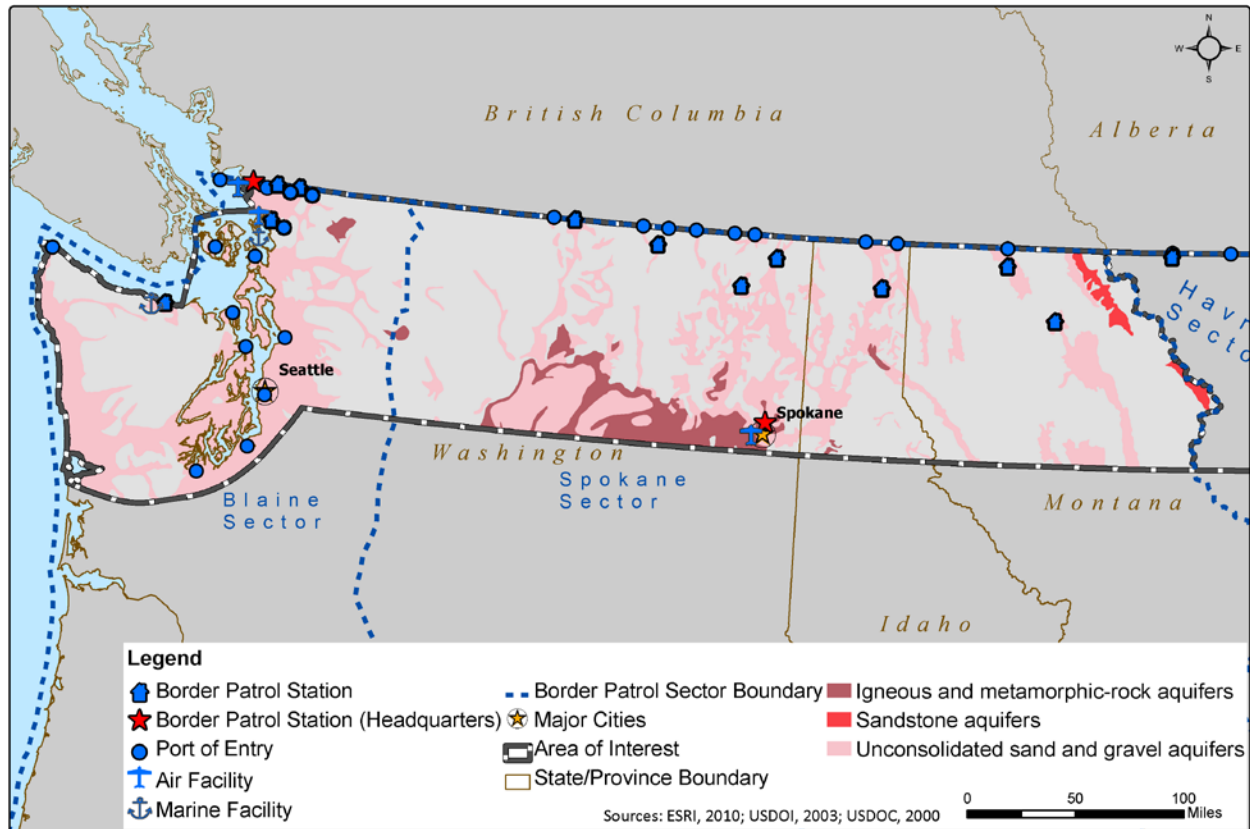 N
W E
S
British Columbia
Alberta
Havr
Sector
Seattle
Spokane
Washington
Spokane
Sector
Blaine
Sector
Montana
Idaho
Legend
Border Patrol Station
Border Patrol Station (Headquarters)
Port of Entry
Air Facility
Marine Facility
Border Patrol Sector Boundary
Major Cities
Area of Interest
State/Province Boundary
Igneous and metamorphic-rock aquifers
Sandstone aquifers
Unconsolidated sand and gravel aquifers
Sources: ESRI, 2010; USDOI, 2003; USDOC, 2000
0 50 100
Miles